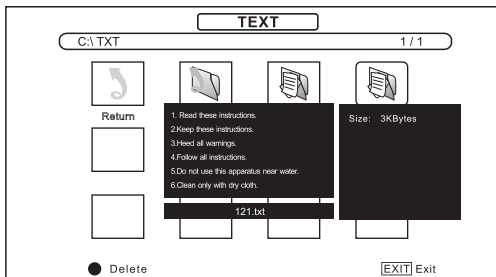 TEXT
C:\ TXT 1 / 1
Return
1. Read these instructions.
2.Keep these instructions.
3.Heed all warnings.
4.Follow all instructions.
5.Do not use this apparatus near water.
6.Clean only with dry cloth.
Size: 3KBytes
121.txt
Delete
EXIT Exit